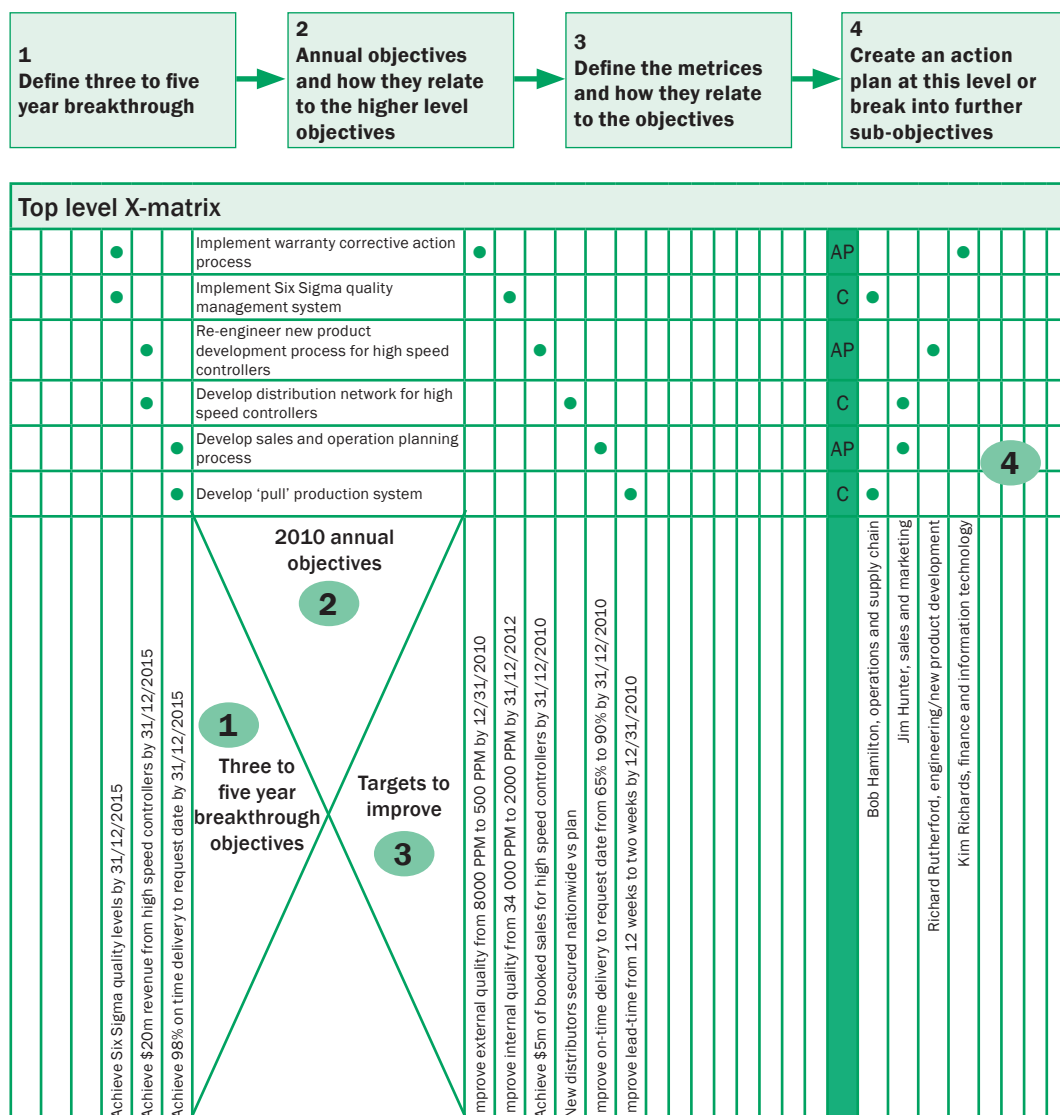 1
Define three to five
year breakthrough
2
Annual objectives
and how they relate
to the higher level
objectives
3
Define the metrices
and how they relate
to the objectives
4
Create an action
plan at this level or
break into further
sub-objectives
Top level X-matrix
Implement warranty corrective action
process
AP
Implement Six Sigma quality
management system
C
Re-engineer new product
development process for high speed
controllers
AP
Develop distribution network for high
speed controllers
C
Develop sales and operation planning
process
AP
4
Develop ‘pull’ production system
C
2010 annual
objectives
2
1
Three to
five year
breakthrough
objectives
Targets to
improve
3
Achieve Six Sigma quality levels by 31/12/2015
Achieve $20m revenue from high speed controllers by 31/12/2015
Achieve 98% on time delivery to request date by 31/12/2015
mprove external quality from 8000 PPM to 500 PPM by 12/31/2010
mprove internal quality from 34 000 PPM to 2000 PPM by 31/12/2012
Achieve $5m of booked sales for high speed controllers by 31/12/2010
New distributors secured nationwide vs plan
mprove on-time delivery to request date from 65% to 90% by 31/12/2010
mprove lead-time from 12 weeks to two weeks by 12/31/2010
Bob Hamilton, operations and supply chain
Jim Hunter, sales and marketing
Richard Rutherford, engineering/new product development
Kim Richards, finance and information technology